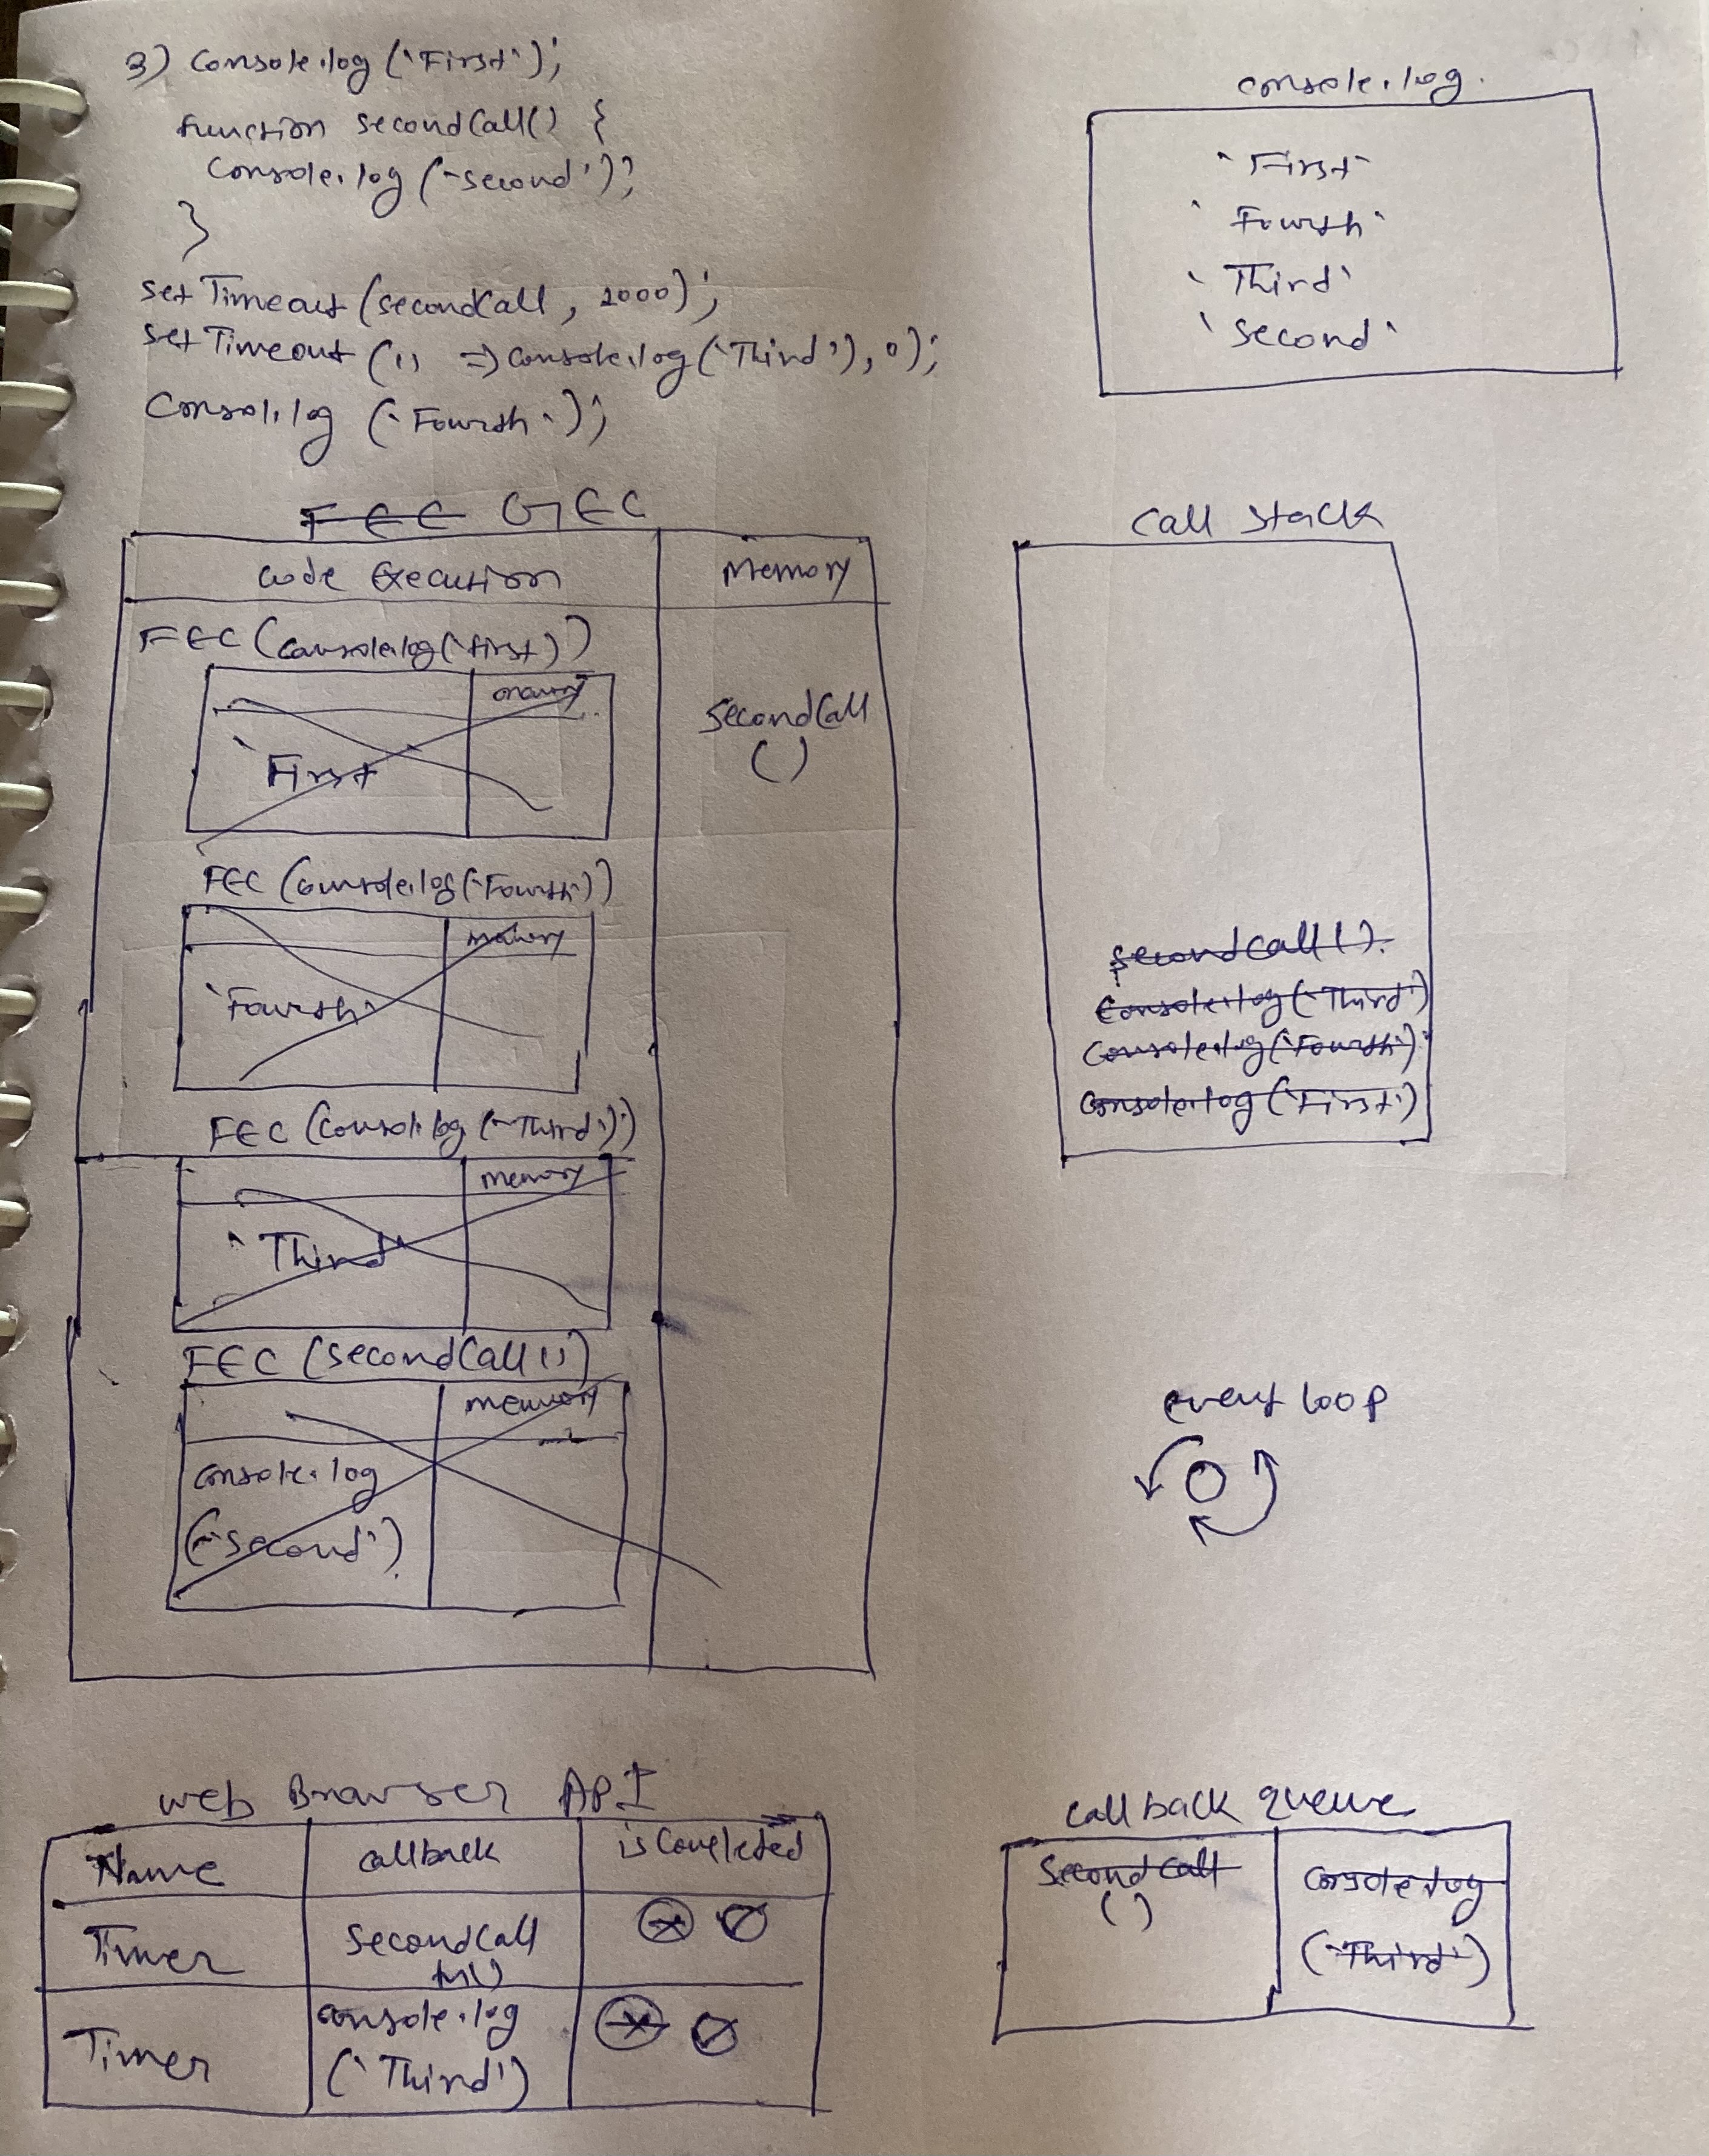 3) console.log(`First`);
function secondCall() {
console.log(`second`);
}
setTimeout(secondCall, 2000);
setTimeout(() => console.log(`Third`), 0);
Console.log(`Fourth`);
console.log.
`First`
`Fourth`
`Third`
`second`
FEC GEC
code Execution
Memory
FEC (console.log(`first`))
memory
`First
secondCall
()
FEC (console.log(`Fourth`))
memory
`Fourth`
FEC (console.log(`Third`))
memory
`Third`
FEC (secondCall())
memory
console.log
(`second`).
call stack
secondCall().
console.log(`Third`)
console.log(`Fourth`)
console.log(`First`)
event loop
web Browser API
Name
callback
isCompleted
Timer
secondCall
()
Timer
console.log
(`Third`)
call back queue
secondCall
()
console.log
(`Third`)